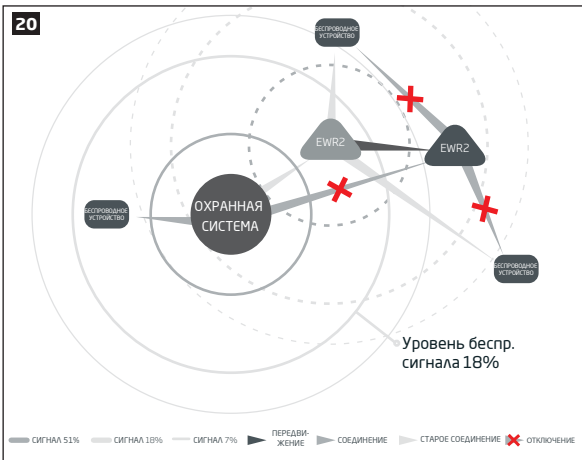 20
БЕСПРОВОДНОЕ
УСТРОЙСТВО
EWR2
EWR2
БЕСПРОВОДНОЕ
УСТРОЙСТВО
ОХРАННАЯ
СИСТЕМА
БЕСПРОВОДНОЕ
УСТРОЙСТВО
Уровень беспр.
сигнала 18%
СИГНАЛ 51%
СИГНАЛ 18%
СИГНАЛ 7%
ПЕРЕДВИ-
ЖЕНИЕ
СОЕДИНЕНИЕ
СТАРОЕ СОЕДИНЕНИЕ
ОТКЛЮЧЕНИЕ